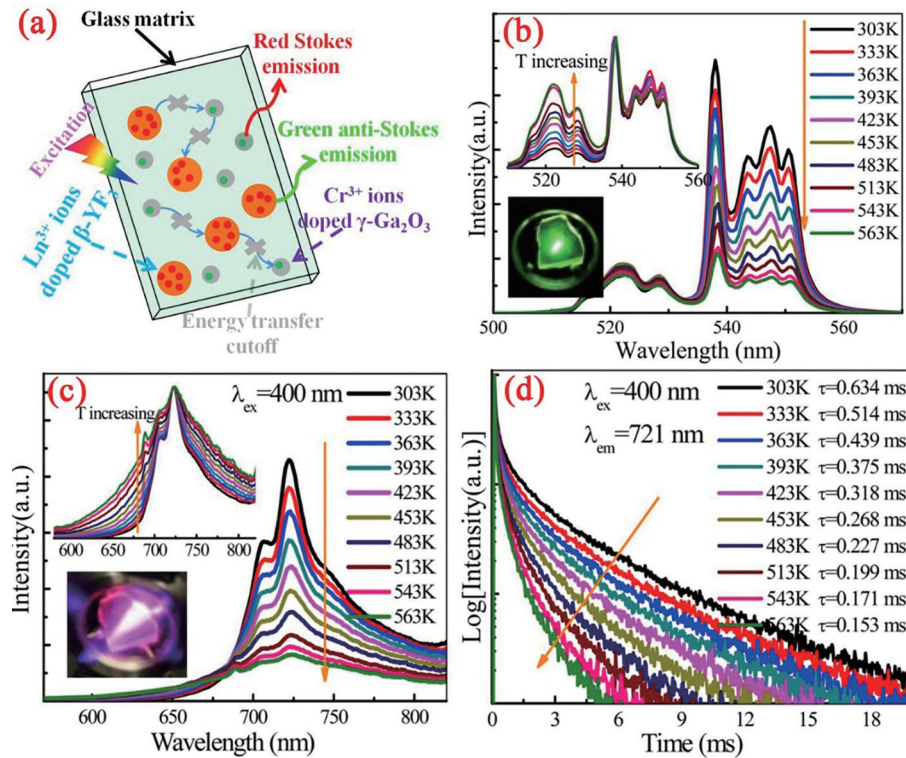 (a)
Glass matrix
Red Stokes
emission
Green anti-Stokes
emission
Excitation
Ln3+ ions
doped β-YF3
Cr3+ ions
doped γ-Ga2O3
Energy transfer
cutoff
(b)
T increasing
510 520 540 560
303K
333K
363K
393K
423K
453K
483K
513K
543K
563K
Intensity(a.u.)
500 520 540 560
Wavelength (nm)
(c)
λex=400 nm
T increasing
600 700 800
303K
333K
363K
393K
423K
453K
483K
513K
543K
563K
Intensity(a.u.)
600 650 700 750 800
Wavelength (nm)
(d)
λex=400 nm
λem=721 nm
303K τ=0.634 ms
333K τ=0.514 ms
363K τ=0.439 ms
393K τ=0.375 ms
423K τ=0.318 ms
453K τ=0.268 ms
483K τ=0.227 ms
513K τ=0.199 ms
543K τ=0.171 ms
563K τ=0.153 ms
Log[Intensity(a.u.)]
0 3 6 9 12 15 18
Time (ms)